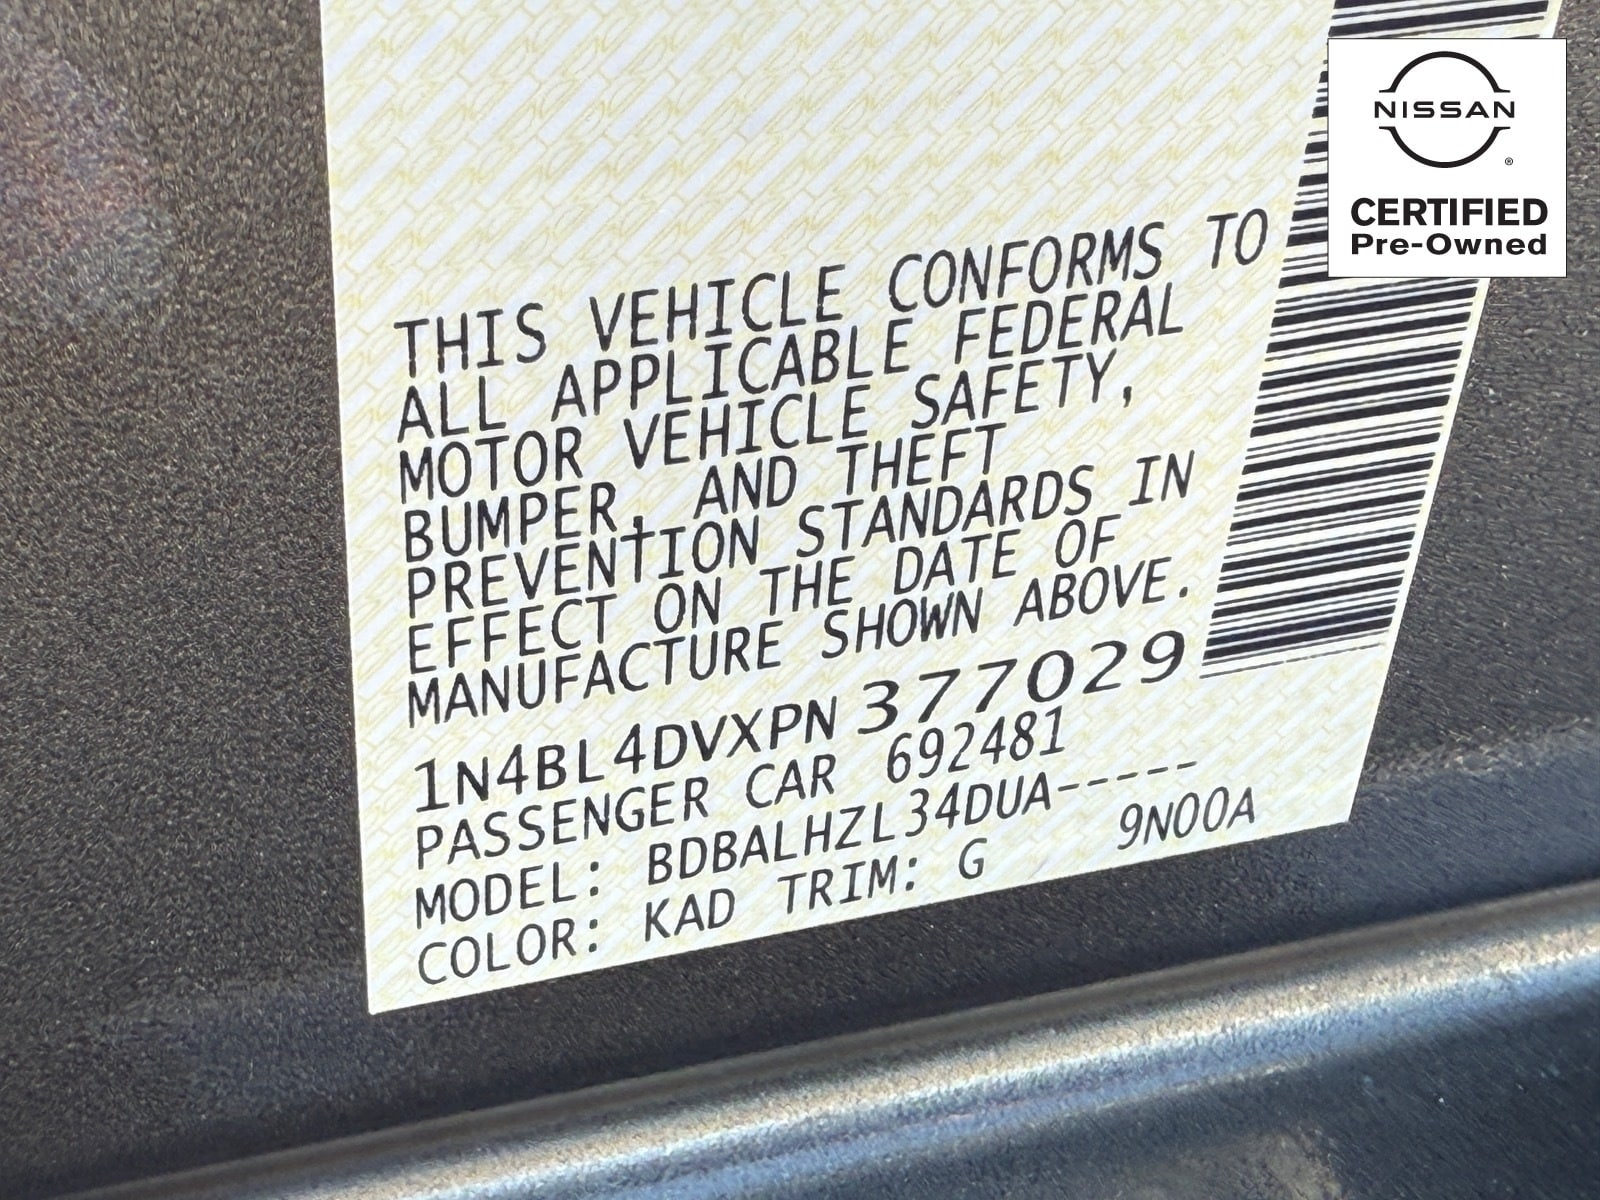 NISSAN
®
CERTIFIED
Pre-Owned
THIS VEHICLE CONFORMS TO
ALL APPLICABLE FEDERAL
MOTOR VEHICLE SAFETY,
BUMPER, AND THEFT
PREVENTION STANDARDS IN
EFFECT ON THE DATE OF
MANUFACTURE SHOWN ABOVE.
1N4BL4DVXPN377029
PASSENGER CAR 692481
MODEL: BDBALHZL34DUA-----
COLOR: KAD TRIM: G 9N00A